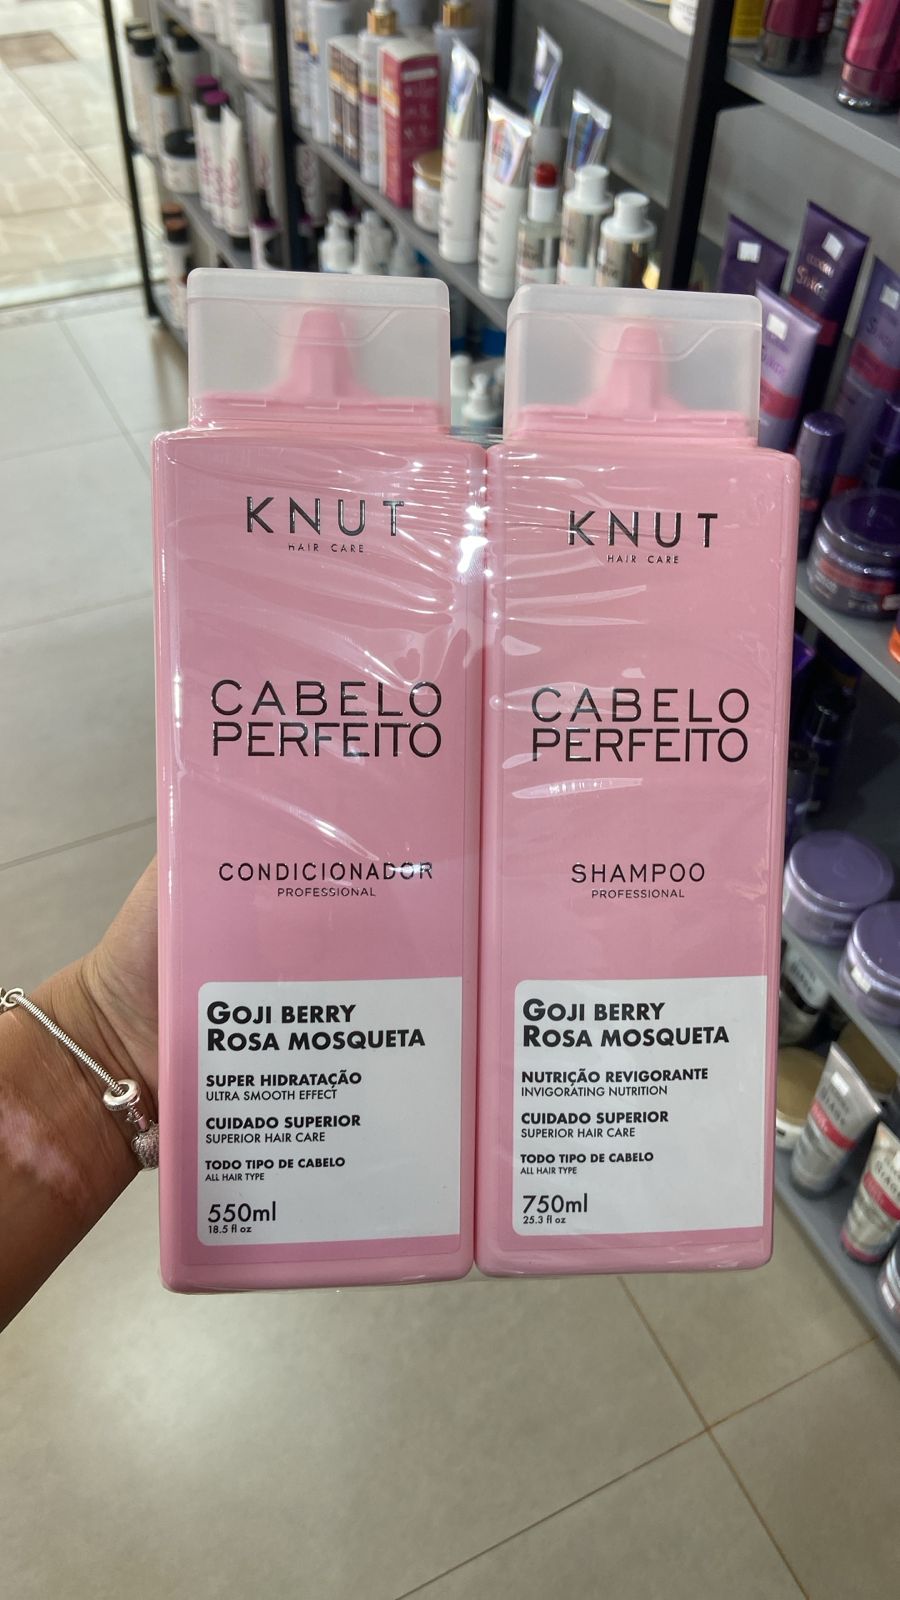 KNUT
HAIR CARE
CABELO
PERFEITO
CONDICIONADOR
PROFESSIONAL
GOJI BERRY
ROSA MOSQUETA
SUPER HIDRATAÇÃO
ULTRA SMOOTH EFFECT
CUIDADO SUPERIOR
SUPERIOR HAIR CARE
TODO TIPO DE CABELO
ALL HAIR TYPE
550ml
18.5 fl oz
KNUT
HAIR CARE
CABELO
PERFEITO
SHAMPOO
PROFESSIONAL
GOJI BERRY
ROSA MOSQUETA
NUTRIÇÃO REVIGORANTE
INVIGORATING NUTRITION
CUIDADO SUPERIOR
SUPERIOR HAIR CARE
TODO TIPO DE CABELO
ALL HAIR TYPE
750ml
25.3 fl oz